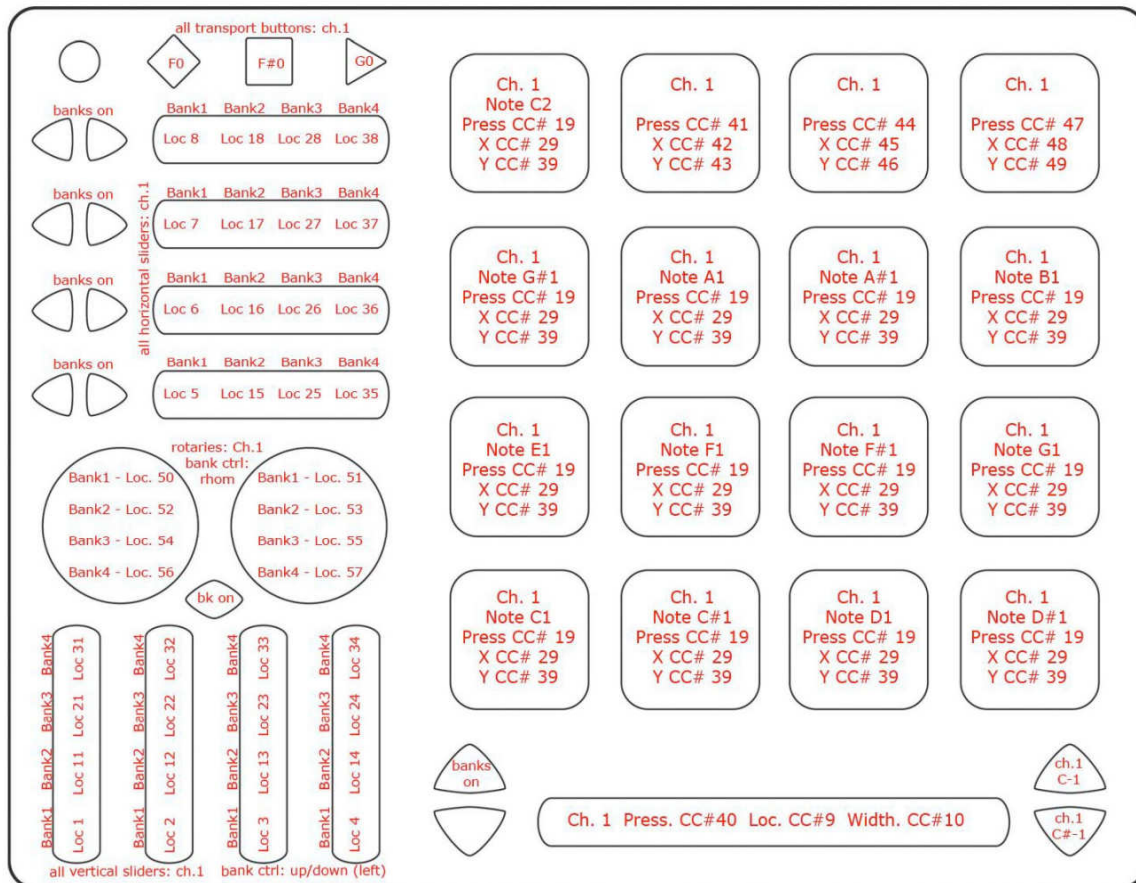 all transport buttons: ch.1
F0
F#0
G0
banks on
Bank1 Bank2 Bank3 Bank4
Loc 8 Loc 18 Loc 28 Loc 38
banks on
Bank1 Bank2 Bank3 Bank4
Loc 7 Loc 17 Loc 27 Loc 37
all horizontal sliders: ch.1
banks on
Bank1 Bank2 Bank3 Bank4
Loc 6 Loc 16 Loc 26 Loc 36
banks on
Bank1 Bank2 Bank3 Bank4
Loc 5 Loc 15 Loc 25 Loc 35
rotaries: Ch.1
bank ctrl:
rhom
Bank1 - Loc. 50
Bank2 - Loc. 52
Bank3 - Loc. 54
Bank4 - Loc. 56
Bank1 - Loc. 51
Bank2 - Loc. 53
Bank3 - Loc. 55
Bank4 - Loc. 57
bk on
Bank1 Bank2 Bank3 Bank4
Loc 1 Loc 11 Loc 21 Loc 31
Bank1 Bank2 Bank3 Bank4
Loc 2 Loc 12 Loc 22 Loc 32
Bank1 Bank2 Bank3 Bank4
Loc 3 Loc 13 Loc 23 Loc 33
Bank1 Bank2 Bank3 Bank4
Loc 4 Loc 14 Loc 24 Loc 34
all vertical sliders: ch.1 bank ctrl: up/down (left)
Ch. 1
Note C2
Press CC# 19
X CC# 29
Y CC# 39
Ch. 1
Press CC# 41
X CC# 42
Y CC# 43
Ch. 1
Press CC# 44
X CC# 45
Y CC# 46
Ch. 1
Press CC# 47
X CC# 48
Y CC# 49
Ch. 1
Note G#1
Press CC# 19
X CC# 29
Y CC# 39
Ch. 1
Note A1
Press CC# 19
X CC# 29
Y CC# 39
Ch. 1
Note A#1
Press CC# 19
X CC# 29
Y CC# 39
Ch. 1
Note B1
Press CC# 19
X CC# 29
Y CC# 39
Ch. 1
Note E1
Press CC# 19
X CC# 29
Y CC# 39
Ch. 1
Note F1
Press CC# 19
X CC# 29
Y CC# 39
Ch. 1
Note F#1
Press CC# 19
X CC# 29
Y CC# 39
Ch. 1
Note G1
Press CC# 19
X CC# 29
Y CC# 39
Ch. 1
Note C1
Press CC# 19
X CC# 29
Y CC# 39
Ch. 1
Note C#1
Press CC# 19
X CC# 29
Y CC# 39
Ch. 1
Note D1
Press CC# 19
X CC# 29
Y CC# 39
Ch. 1
Note D#1
Press CC# 19
X CC# 29
Y CC# 39
banks
on
Ch. 1 Press. CC#40 Loc. CC#9 Width. CC#10
ch.1
C-1
ch.1
C#-1